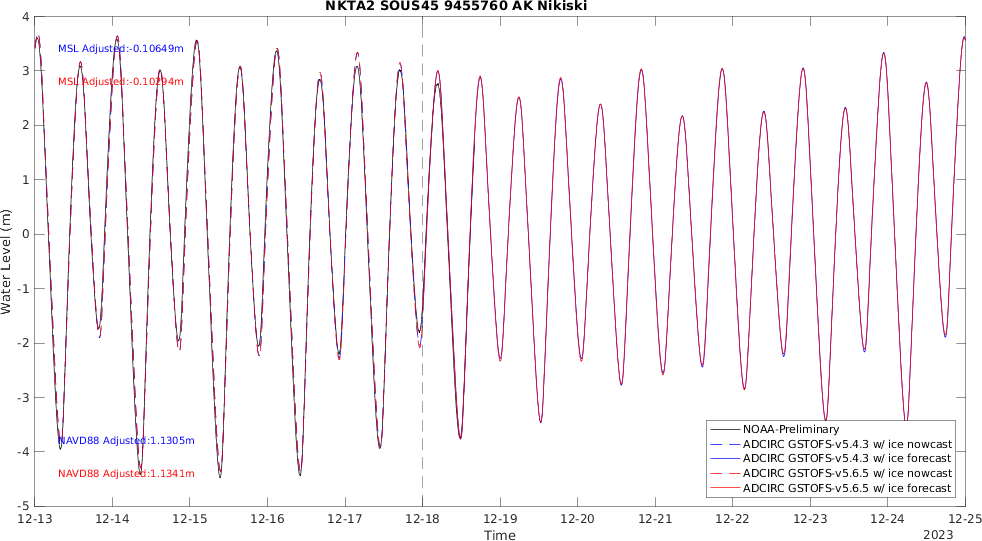 NKTA2 SOUS45 9455760 AK Nikiski
4
3
2
1
0
-1
-2
-3
-4
-5
Water Level (m)
MSL Adjusted:-0.10649m
MSL Adjusted:-0.10294m
NAVD88 Adjusted:1.1305m
NAVD88 Adjusted:1.1341m
NOAA-Preliminary
ADCIRC GSTOFS-v5.4.3 w/ ice nowcast
ADCIRC GSTOFS-v5.4.3 w/ ice forecast
ADCIRC GSTOFS-v5.6.5 w/ ice nowcast
ADCIRC GSTOFS-v5.6.5 w/ ice forecast
12-13 12-14 12-15 12-16 12-17 12-18 12-19 12-20 12-21 12-22 12-23 12-24 12-25
Time
2023